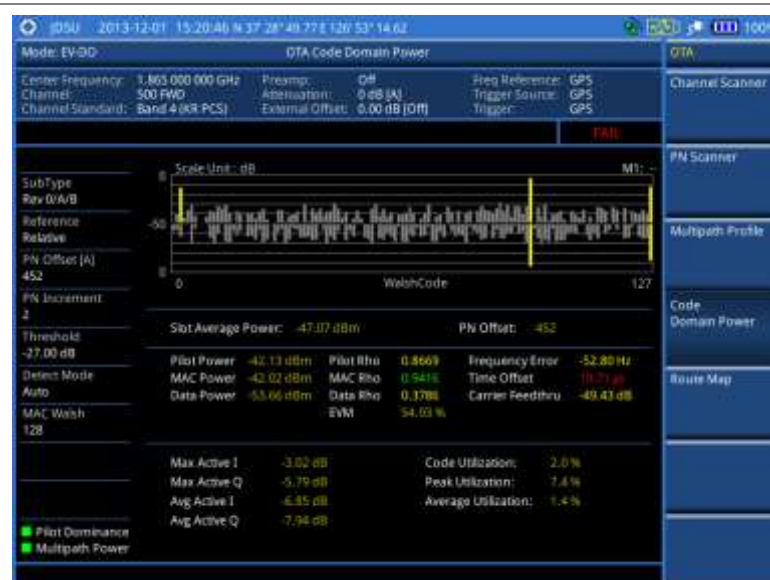 JDSU 2013-12-01 15:20:46 N 37° 28' 49.77 E 126° 53' 14.62 100%
Mode: EV-DO OTA Code Domain Power OTA
Center Frequency: 1.865 000 000 GHz Preamp: Off Freq Reference: GPS
Channel: 500 FWD Attenuation: 0 dB [A] Trigger Source: GPS
Channel Standard: Band 4 (KR PCS) External Offset: 0.00 dB [Off] Trigger: GPS
FAIL
Channel Scanner
PN Scanner
Multipath Profile
Code
Domain Power
Route Map
SubType
Rev 0/A/B
Reference
Relative
PN Offset [A]
452
PN Increment
2
Threshold
-27.00 dB
Detect Mode
Auto
MAC Walsh
128
Pilot Dominance
Multipath Power
Scale Unit : dB M1: --
-50
0 WalshCode 127
Slot Average Power: -47.07 dBm PN Offset: 452
Pilot Power -42.13 dBm Pilot Rho 0.8669 Frequency Error -52.80 Hz
MAC Power -42.02 dBm MAC Rho 0.9416 Time Offset
Data Power -53.66 dBm Data Rho 0.3786 Carrier Feedthru -49.43 dB
EVM 54.93 %
Max Active I -3.02 dB Code Utilization: 2.0 %
Max Active Q -5.79 dB Peak Utilization: 7.4 %
Avg Active I -6.85 dB Average Utilization: 1.4 %
Avg Active Q -7.94 dB